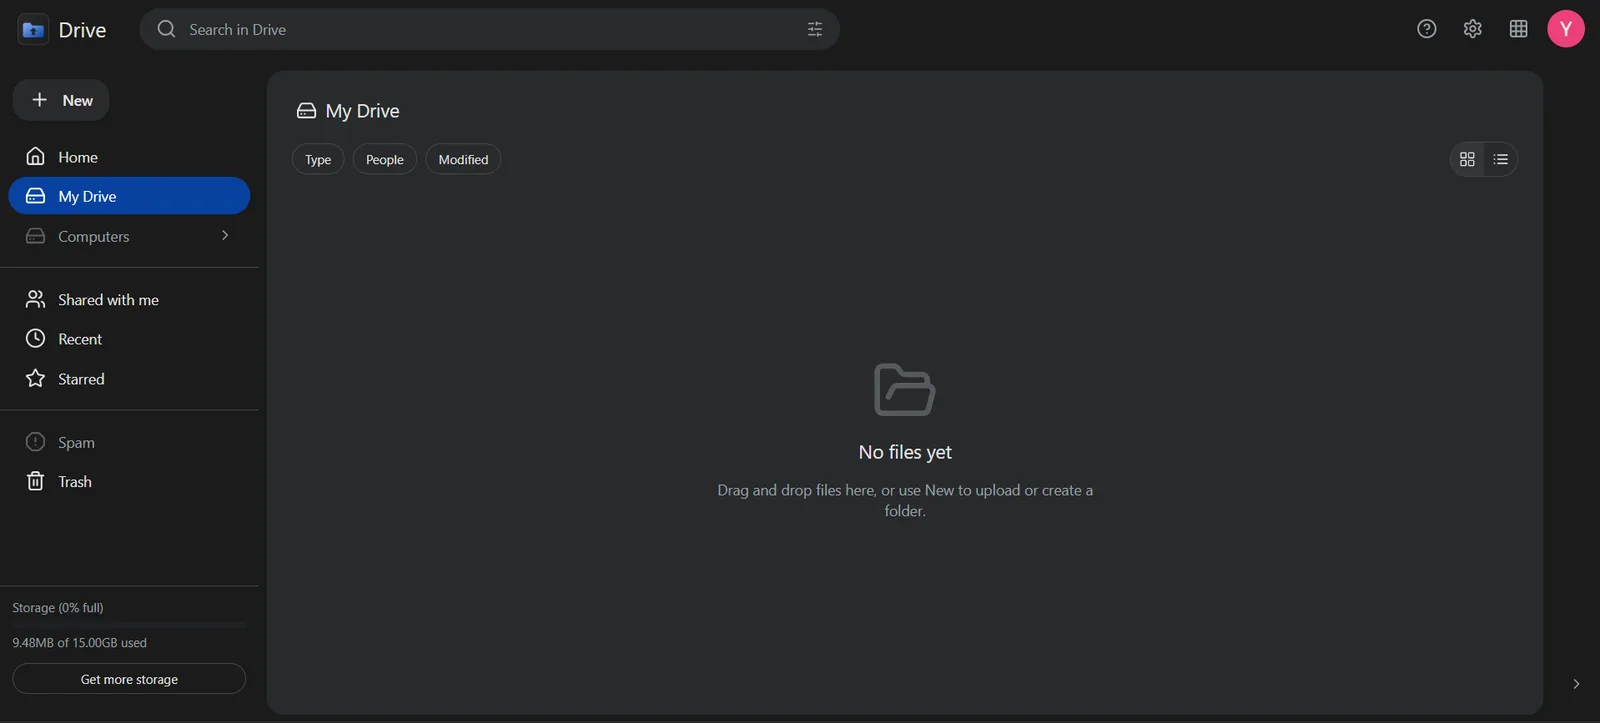 Drive
Search in Drive
Y
New
Home
My Drive
Computers
Shared with me
Recent
Starred
Spam
Trash
Storage (0% full)
9.48MB of 15.00GB used
Get more storage
My Drive
Type
People
Modified
No files yet
Drag and drop files here, or use New to upload or create a
folder.